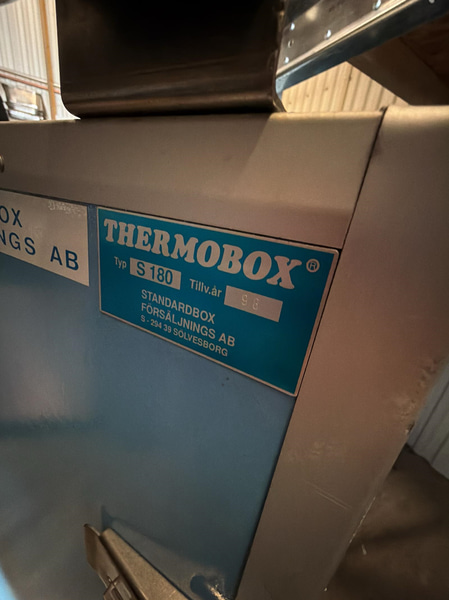 OX
NGS AB
THERMOBOX®
Typ S 180 Tillv.år 98
STANDARDBOX
FÖRSÄLJNINGS AB
S - 294 39 SÖLVESBORG